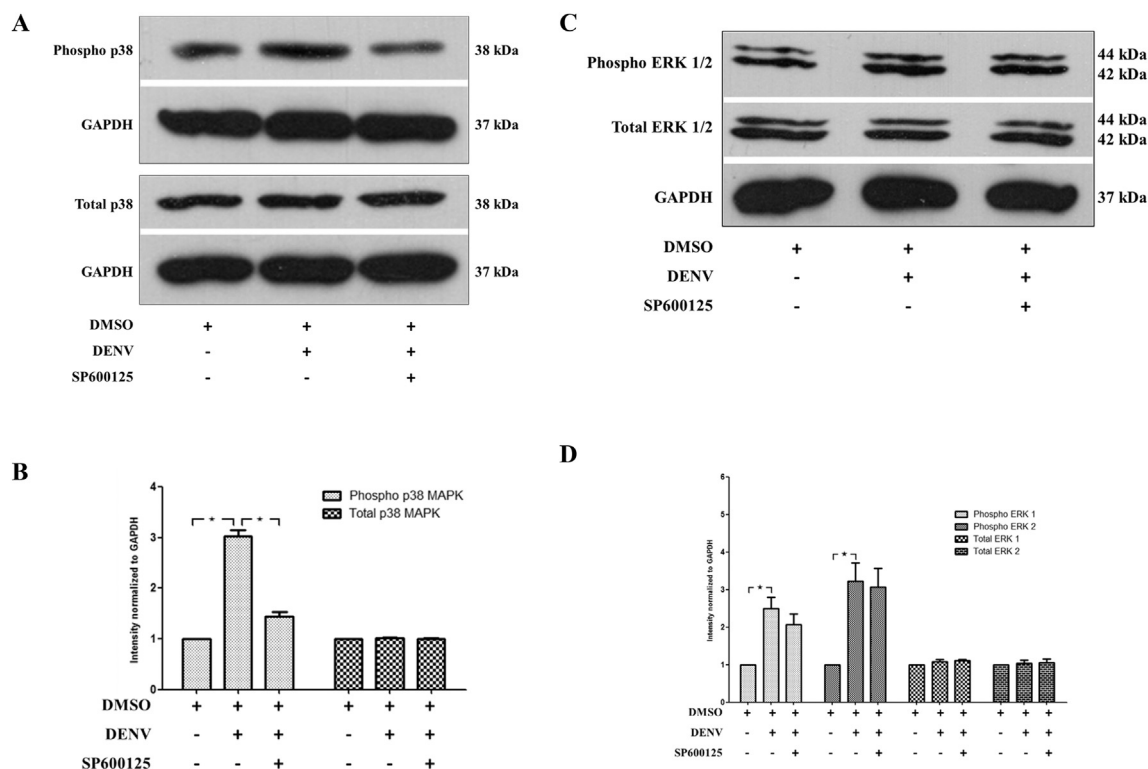 A
Phospho p38 38 kDa
GAPDH 37 kDa
Total p38 38 kDa
GAPDH 37 kDa
DMSO + + +
DENV - + +
SP600125 - - +
C
Phospho ERK 1/2 44 kDa
42 kDa
Total ERK 1/2 44 kDa
42 kDa
GAPDH 37 kDa
DMSO + + +
DENV - + +
SP600125 - - +
B
Intensity normalized to GAPDH
4
3
2
1
0
* *
Phospho p38 MAPK
Total p38 MAPK
DMSO + + + + + +
DENV - + + - + +
SP600125 - - + - - +
D
Intensity normalized to GAPDH
6
5
4
3
2
1
0
* *
Phospho ERK 1
Phospho ERK 2
Total ERK 1
Total ERK 2
DMSO + + + + + + + + + + + +
DENV - + + - + + - + + - + +
SP600125 - - + - - + - - + - - +